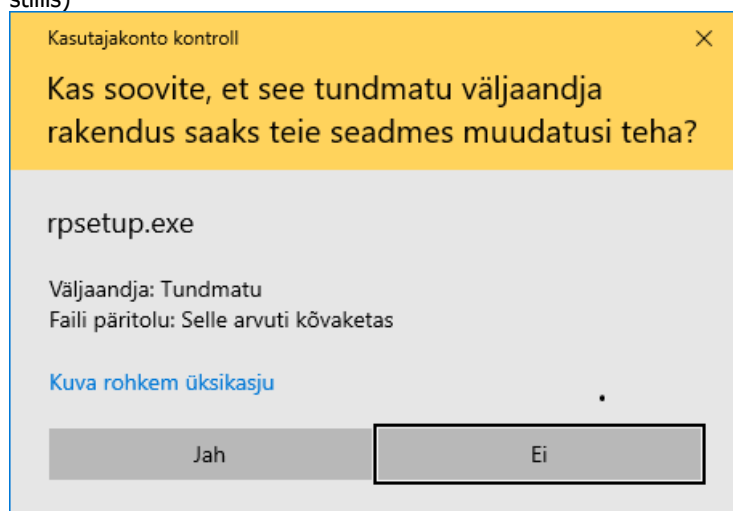 stiilis)
Kasutajakonto kontroll
Kas soovite, et see tundmatu väljaandja
rakendus saaks teie seadmes muudatusi teha?
rpsetup.exe
Väljaandja: Tundmatu
Faili päritolu: Selle arvuti kõvaketas
Kuva rohkem üksikasju
Jah
Ei